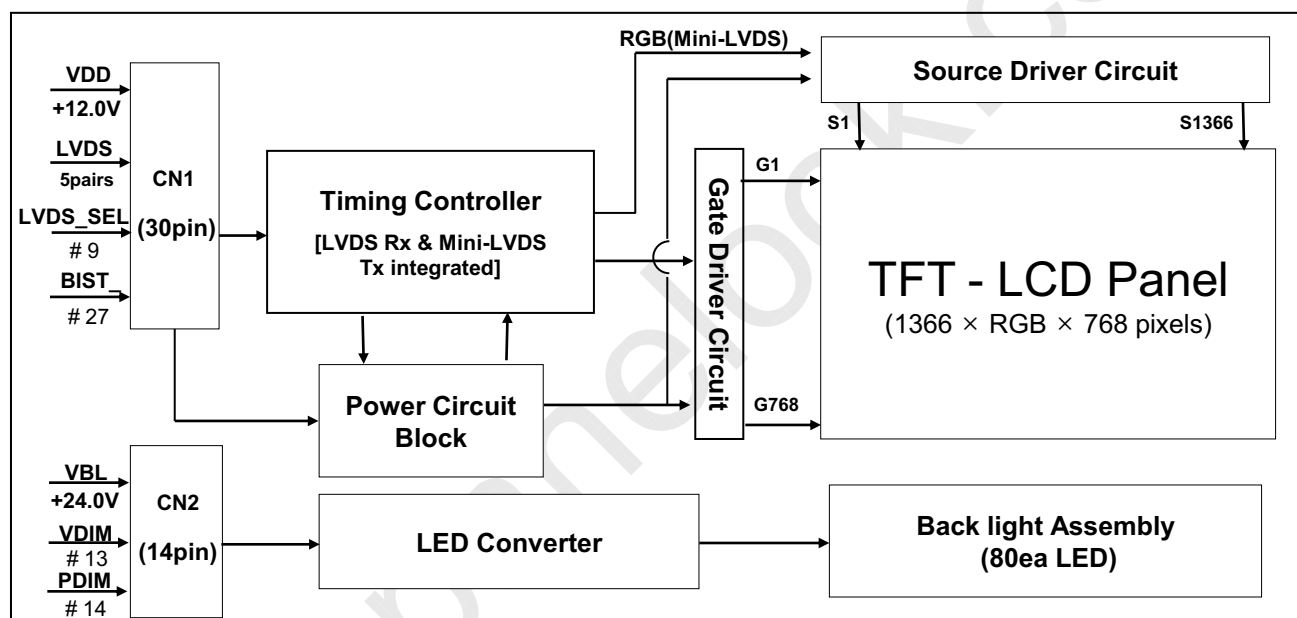 RGB(Mini-LVDS)
Source Driver Circuit
S1
S1366
VDD
+12.0V
LVDS
5pairs
LVDS_SEL
# 9
BIST_
# 27
CN1
(30pin)
Timing Controller
[LVDS Rx & Mini-LVDS
Tx integrated]
Power Circuit
Block
Gate Driver Circuit
G1
G768
TFT - LCD Panel
(1366 × RGB × 768 pixels)
VBL
+24.0V
VDIM
# 13
PDIM
# 14
CN2
(14pin)
LED Converter
Back light Assembly
(80ea LED)